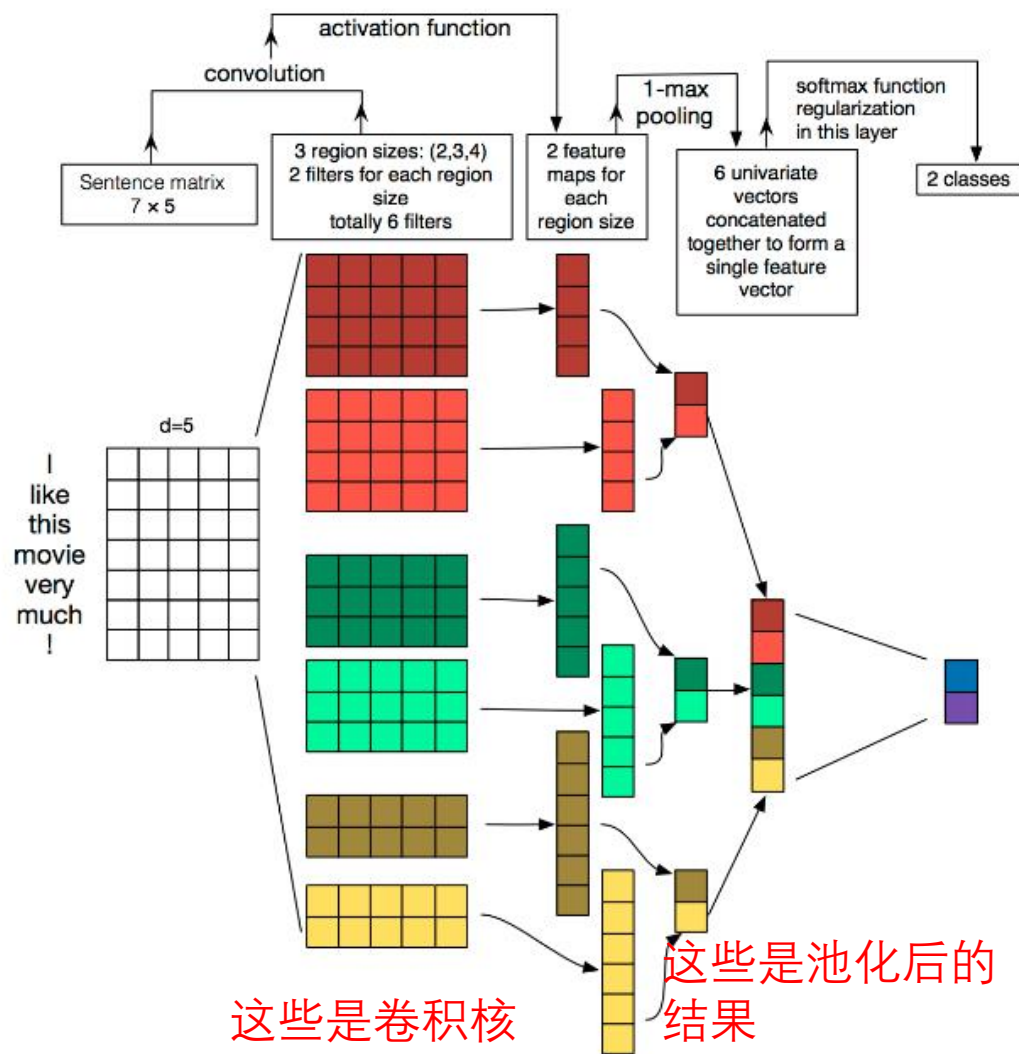 activation function
convolution
1-max
pooling
softmax function
regularization
in this layer
Sentence matrix
7 × 5
3 region sizes: (2,3,4)
2 filters for each region
size
totally 6 filters
2 feature
maps for
each
region size
6 univariate
vectors
concatenated
together to form a
single feature
vector
2 classes
d=5
I
like
this
movie
very
much
!
这些是卷积核
这些是池化后的
结果